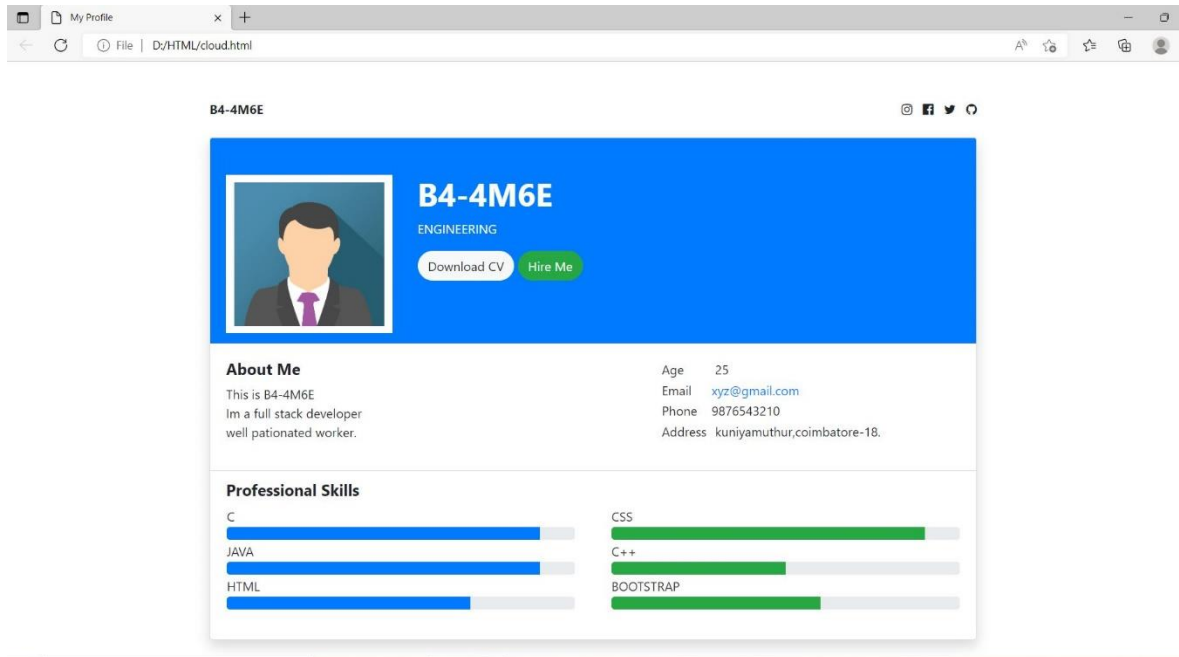 My Profile
File | D:/HTML/cloud.html
B4-4M6E
B4-4M6E
ENGINEERING
Download CV Hire Me
About Me
This is B4-4M6E
Im a full stack developer
well pationated worker.
Age 25
Email xyz@gmail.com
Phone 9876543210
Address kuniyamuthur,coimbatore-18.
Professional Skills
C
JAVA
HTML
CSS
C++
BOOTSTRAP